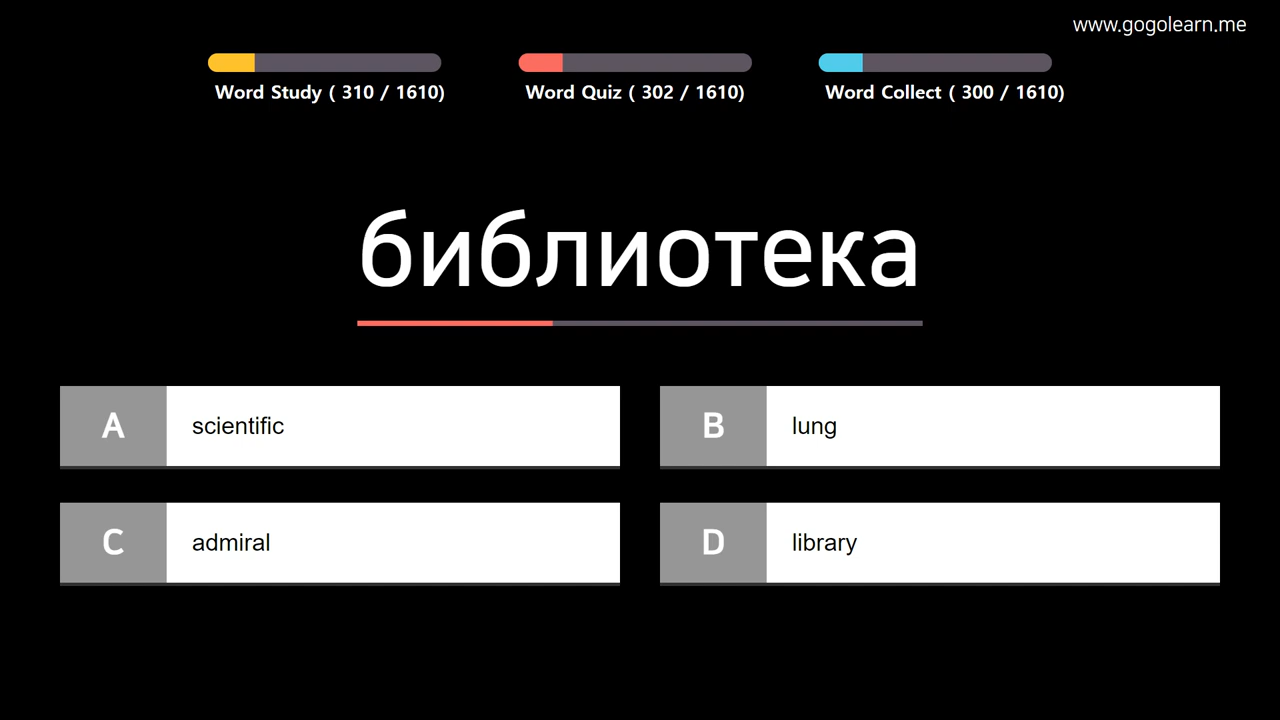 www.gogolearn.me
Word Study ( 310 / 1610)
Word Quiz ( 302 / 1610)
Word Collect ( 300 / 1610)
библиотека
A scientific
B lung
C admiral
D library